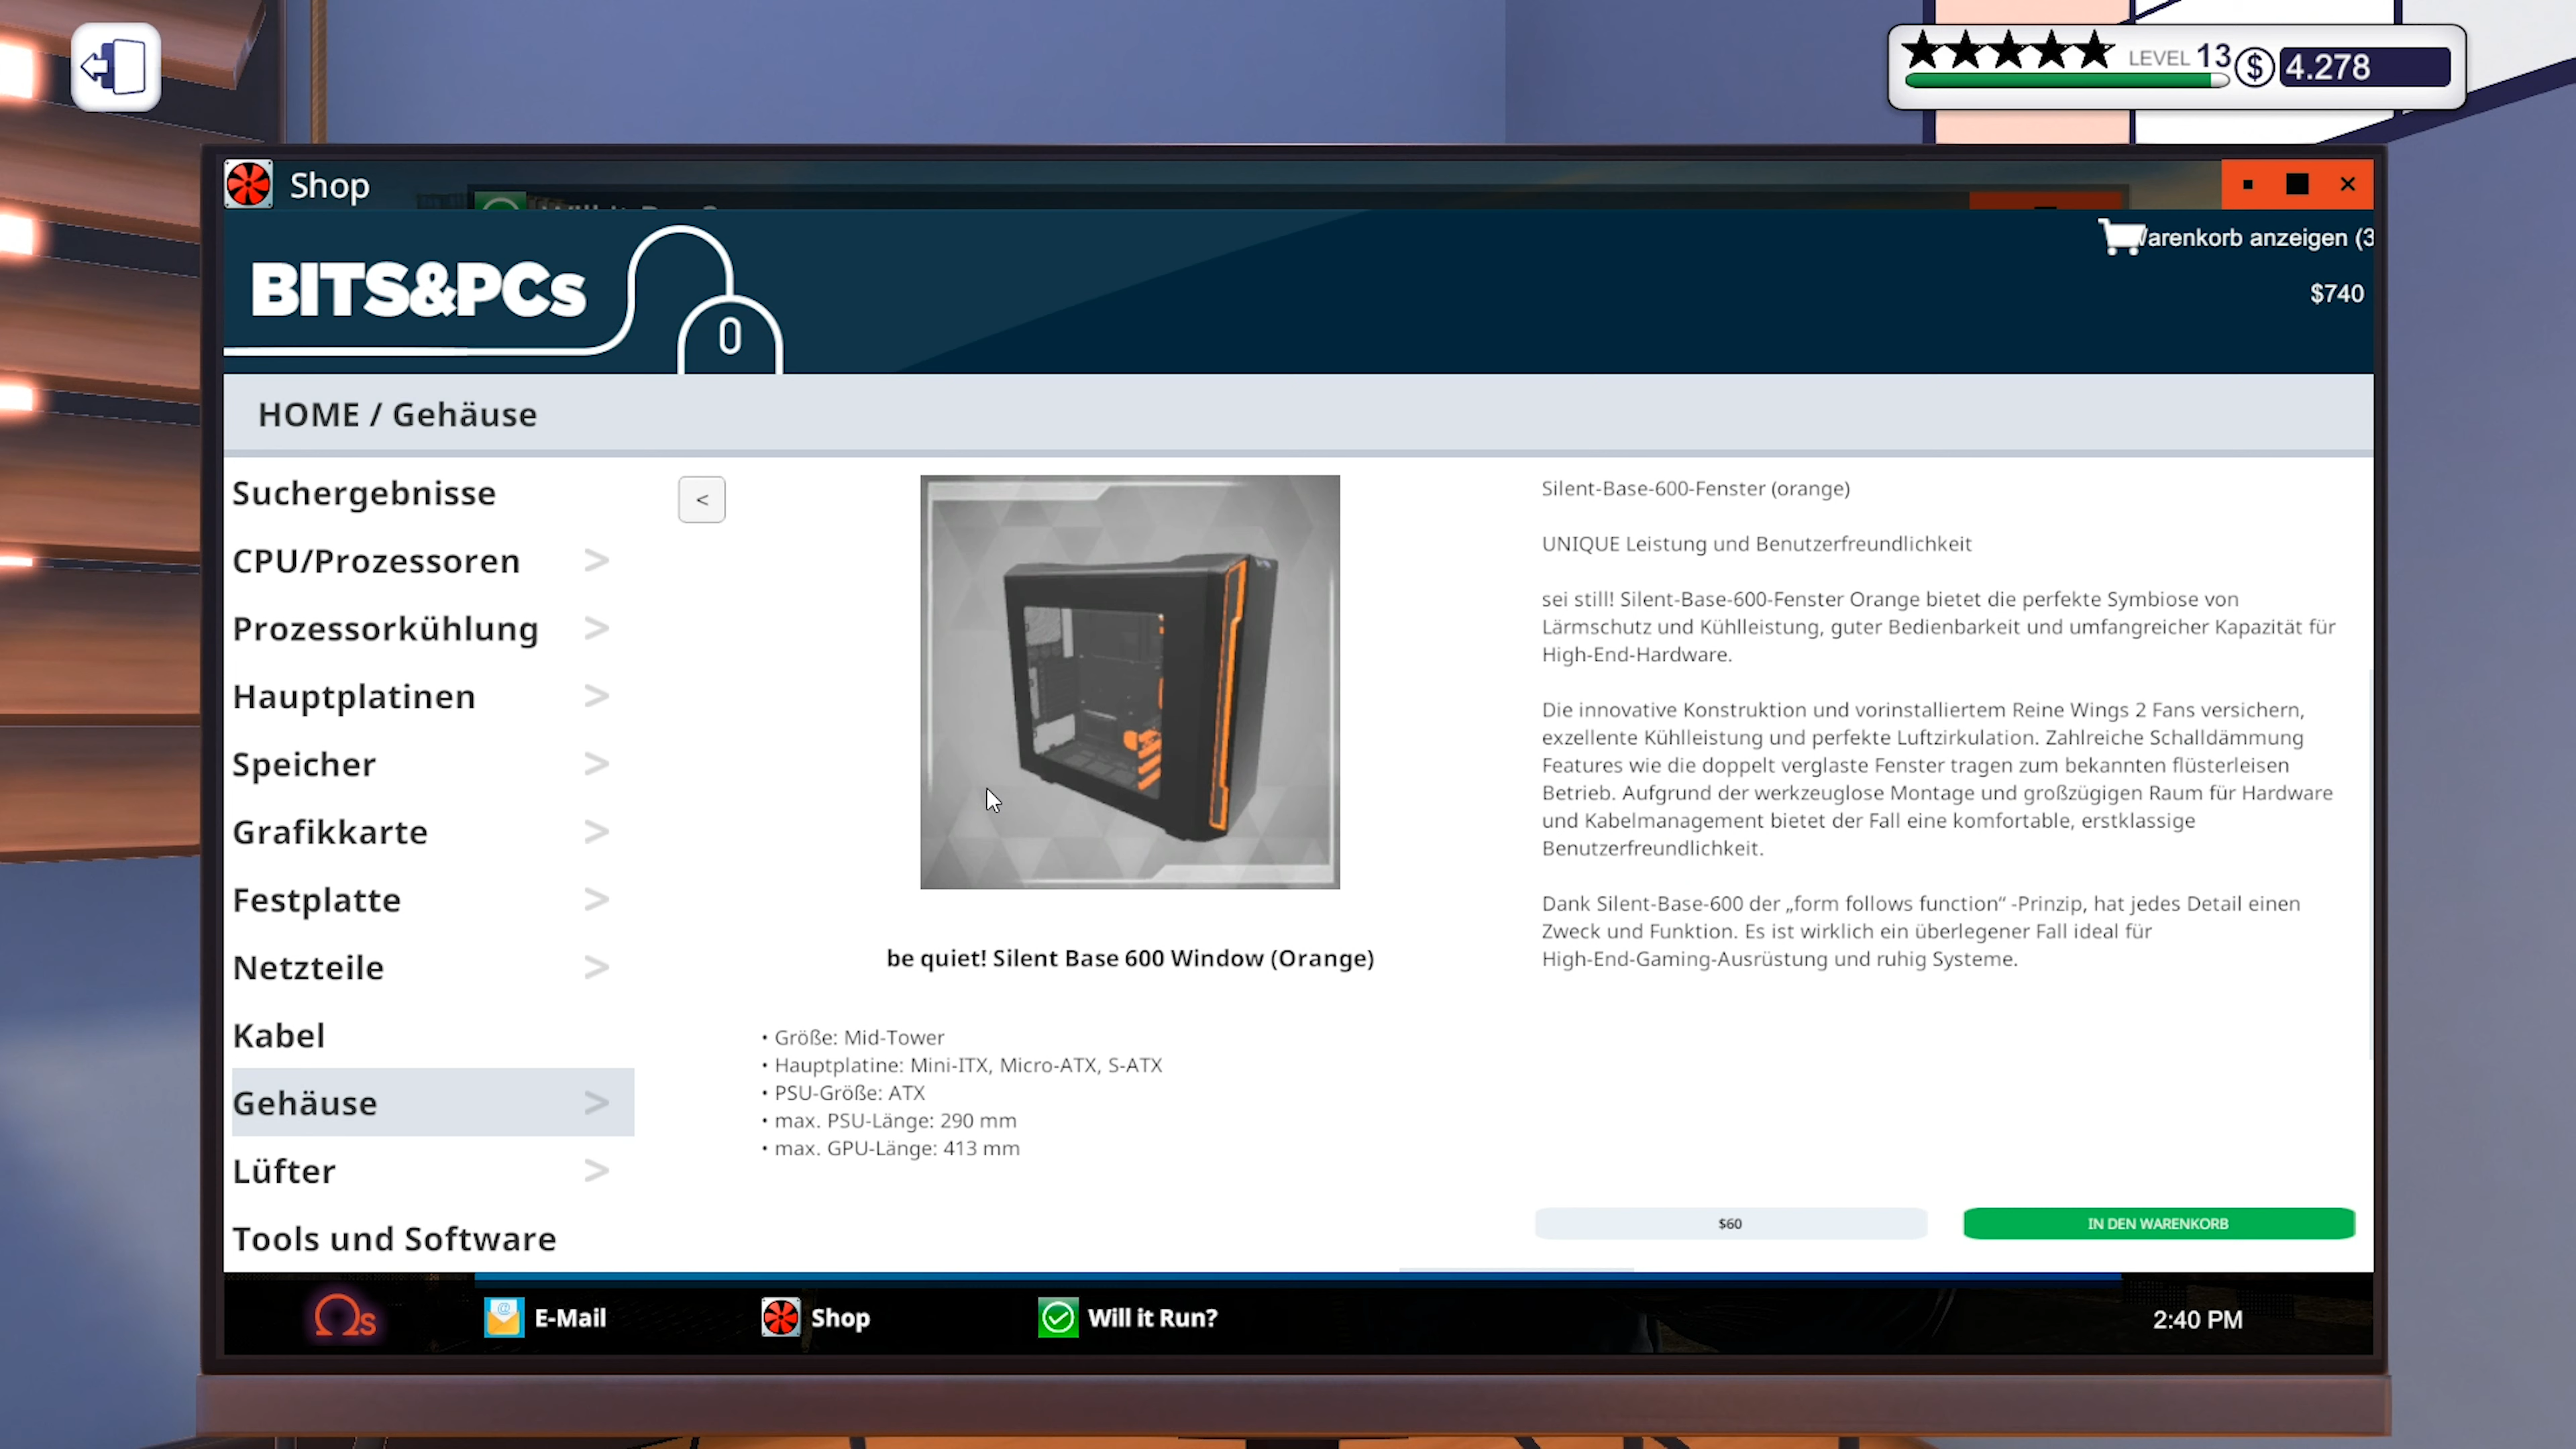 LEVEL 13
4.278
Shop
arenkorb anzeigen (3
$740
BITS&PCs
HOME / Gehäuse
Suchergebnisse
CPU/Prozessoren >
Prozessorkühlung >
Hauptplatinen >
Speicher >
Grafikkarte >
Festplatte >
Netzteile >
Kabel
Gehäuse >
Lüfter >
Tools und Software
<
be quiet! Silent Base 600 Window (Orange)
• Größe: Mid-Tower
• Hauptplatine: Mini-ITX, Micro-ATX, S-ATX
• PSU-Größe: ATX
• max. PSU-Länge: 290 mm
• max. GPU-Länge: 413 mm
Silent-Base-600-Fenster (orange)
UNIQUE Leistung und Benutzerfreundlichkeit
sei still! Silent-Base-600-Fenster Orange bietet die perfekte Symbiose von
Lärmschutz und Kühlleistung, guter Bedienbarkeit und umfangreicher Kapazität für
High-End-Hardware.
Die innovative Konstruktion und vorinstalliertem Reine Wings 2 Fans versichern,
exzellente Kühlleistung und perfekte Luftzirkulation. Zahlreiche Schalldämmung
Features wie die doppelt verglaste Fenster tragen zum bekannten flüsterleisen
Betrieb. Aufgrund der werkzeuglose Montage und großzügigen Raum für Hardware
und Kabelmanagement bietet der Fall eine komfortable, erstklassige
Benutzerfreundlichkeit.
Dank Silent-Base-600 der „form follows function“ -Prinzip, hat jedes Detail einen
Zweck und Funktion. Es ist wirklich ein überlegener Fall ideal für
High-End-Gaming-Ausrüstung und ruhig Systeme.
$60
IN DEN WARENKORB
Ωs
E-Mail
Shop
Will it Run?
2:40 PM